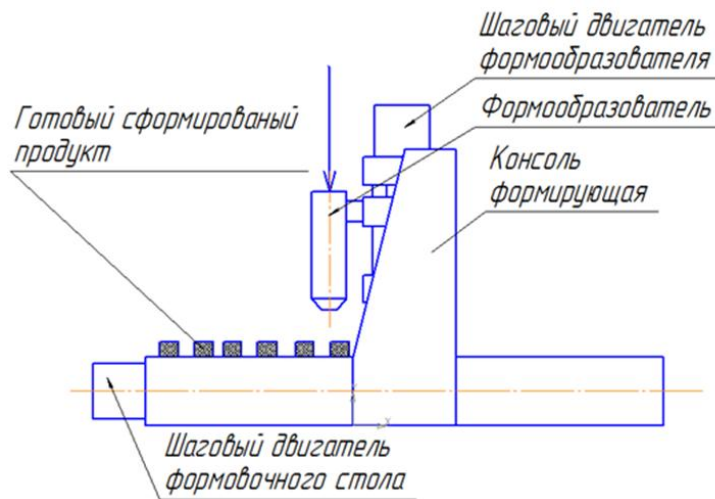 Шаговый двигатель
формообразователя
Формообразователь
Готовый сформированый
продукт
Консоль
формирующая
Шаговый двигатель
формовочного стола